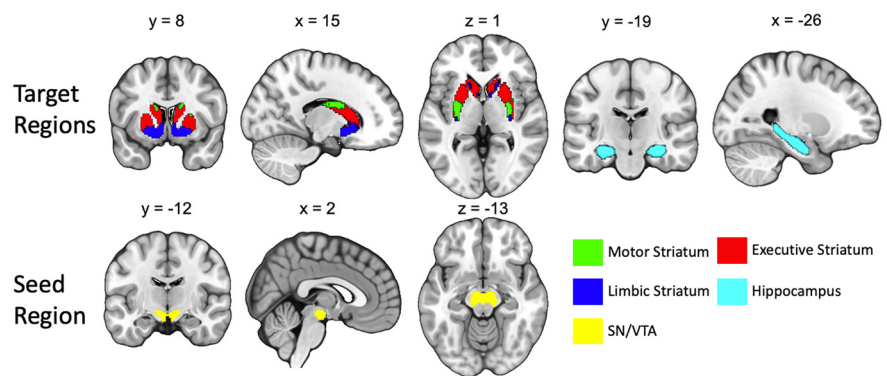 y = 8
x = 15
z = 1
y = -19
x = -26
Target
Regions
y = -12
x = 2
z = -13
Seed
Region
Motor Striatum
Executive Striatum
Limbic Striatum
Hippocampus
SN/VTA